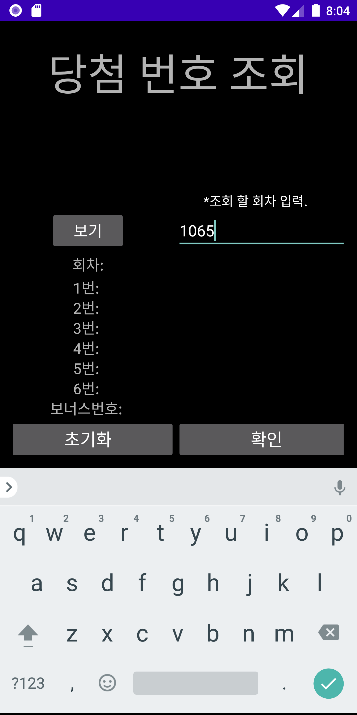 8:04
당첨 번호 조회
*조회 할 회차 입력.
보기
1065
회차:
1번:
2번:
3번:
4번:
5번:
6번:
보너스번호:
초기화 확인
1 2 3 4 5 6 7 8 9 0
q w e r t y u i o p
a s d f g h j k l
z x c v b n m
?123 , .